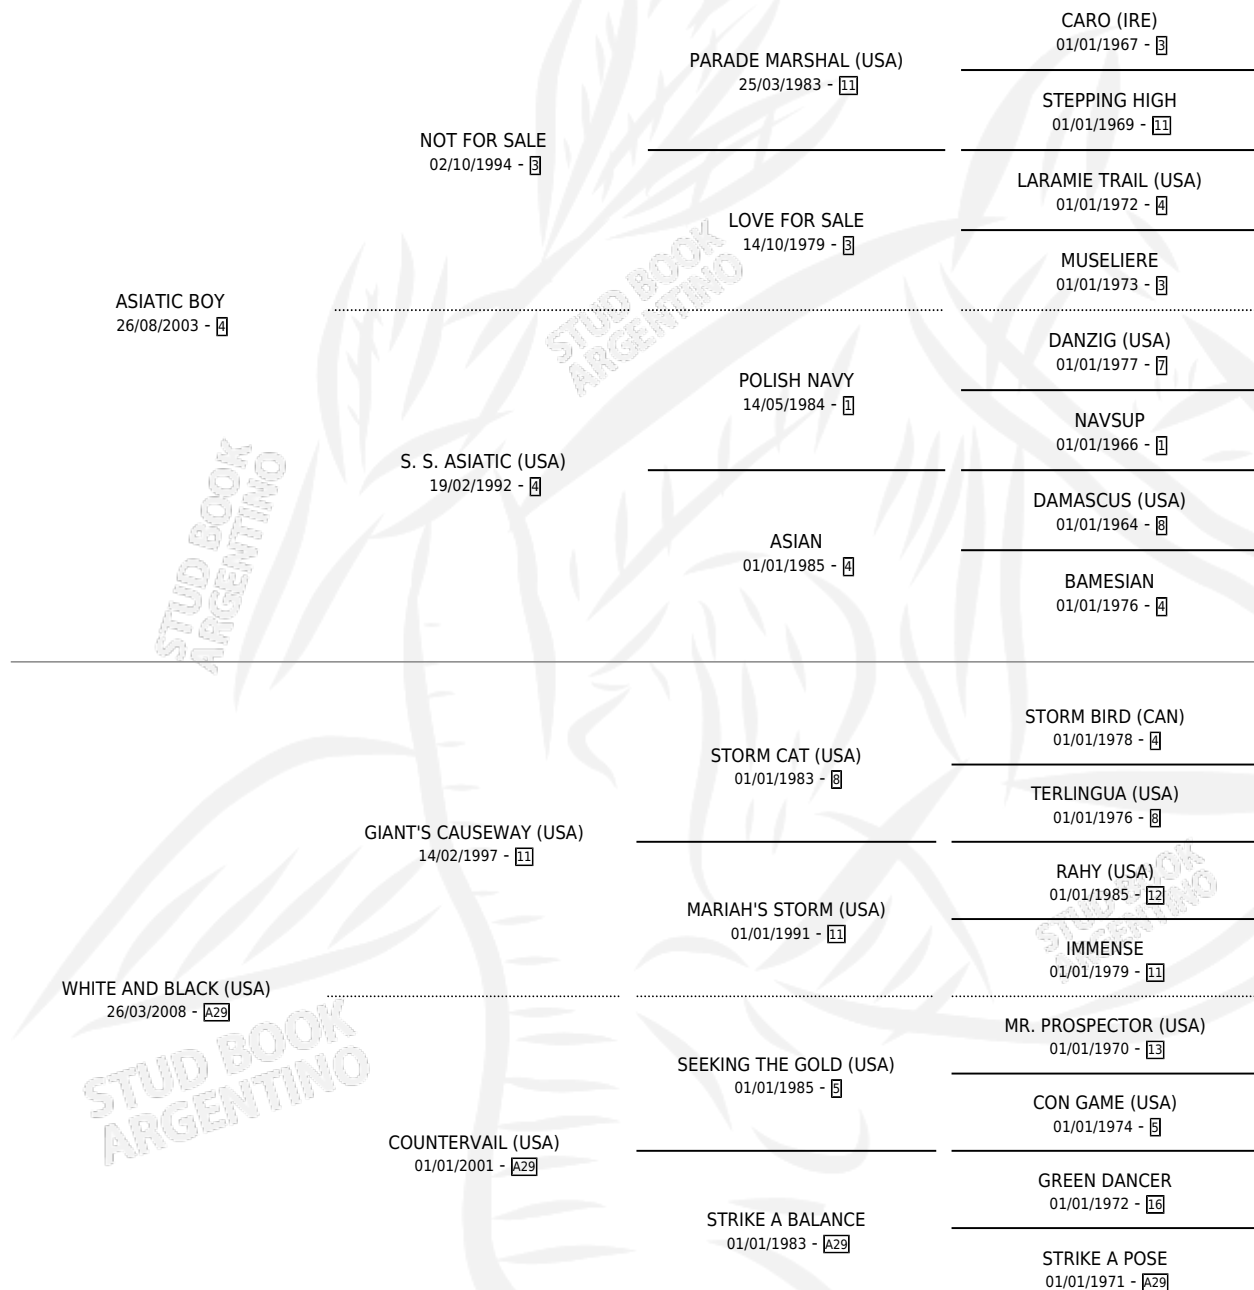 CARO (IRE)
01/01/1967 - 3
PARADE MARSHAL (USA)
25/03/1983 - 11
STEPPING HIGH
01/01/1969 - 11
NOT FOR SALE
02/10/1994 - 3
LARAMIE TRAIL (USA)
01/01/1972 - 4
LOVE FOR SALE
14/10/1979 - 3
MUSELIERE
01/01/1973 - 3
ASIATIC BOY
26/08/2003 - 4
DANZIG (USA)
01/01/1977 - 7
POLISH NAVY
14/05/1984 - 1
NAVSUP
01/01/1966 - 1
S. S. ASIATIC (USA)
19/02/1992 - 4
DAMASCUS (USA)
01/01/1964 - 8
ASIAN
01/01/1985 - 4
BAMESIAN
01/01/1976 - 4
STORM BIRD (CAN)
01/01/1978 - 4
STORM CAT (USA)
01/01/1983 - 8
TERLINGUA (USA)
01/01/1976 - 8
GIANT'S CAUSEWAY (USA)
14/02/1997 - 11
RAHY (USA)
01/01/1985 - 12
MARIAH'S STORM (USA)
01/01/1991 - 11
IMMENSE
01/01/1979 - 11
WHITE AND BLACK (USA)
26/03/2008 - A29
MR. PROSPECTOR (USA)
01/01/1970 - 13
SEEKING THE GOLD (USA)
01/01/1985 - 5
CON GAME (USA)
01/01/1974 - 5
COUNTERVAIL (USA)
01/01/2001 - A29
GREEN DANCER
01/01/1972 - 16
STRIKE A BALANCE
01/01/1983 - A29
STRIKE A POSE
01/01/1971 - A29
STUD BOOK
ARGENTINO
STUD BOOK
ARGENTINO
STUD BOOK
ARGENTINO
STUD BOOK
ARGENTINO